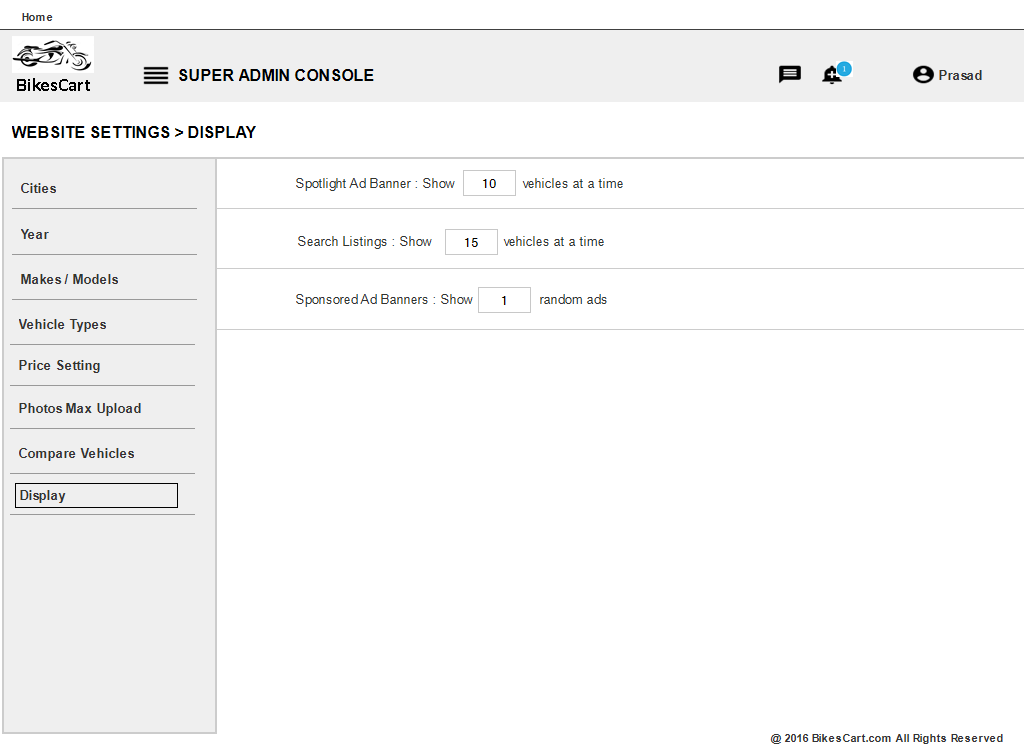 Home
BikesCart
SUPER ADMIN CONSOLE
1
Prasad
WEBSITE SETTINGS > DISPLAY
Cities
Year
Makes / Models
Vehicle Types
Price Setting
Photos Max Upload
Compare Vehicles
Display
Spotlight Ad Banner : Show 10 vehicles at a time
Search Listings : Show 15 vehicles at a time
Sponsored Ad Banners : Show 1 random ads
@ 2016 BikesCart.com All Rights Reserved